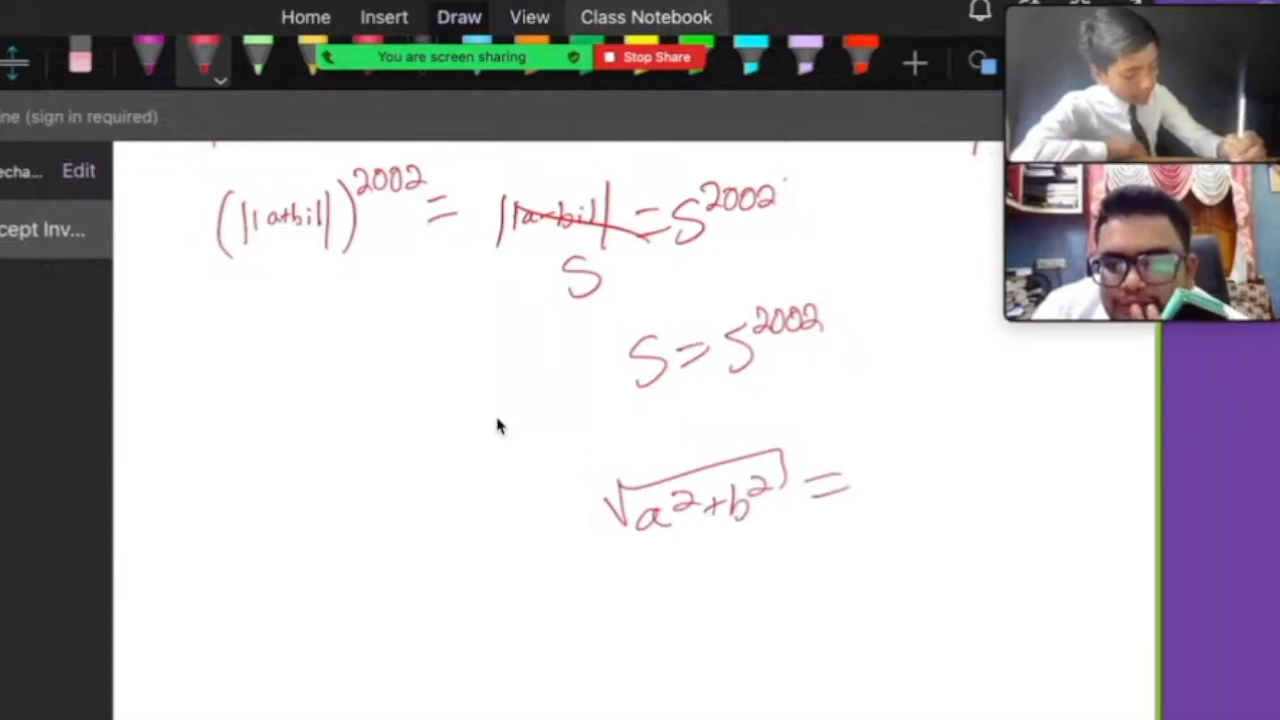 Home Insert Draw View Class Notebook
You are screen sharing Stop Share
ine (sign in required)
echa... Edit
cept Inv...
(||a+bi||)^2002 = ||a-bi|| = S^2002
S
S = S^2002
√a²+b² =